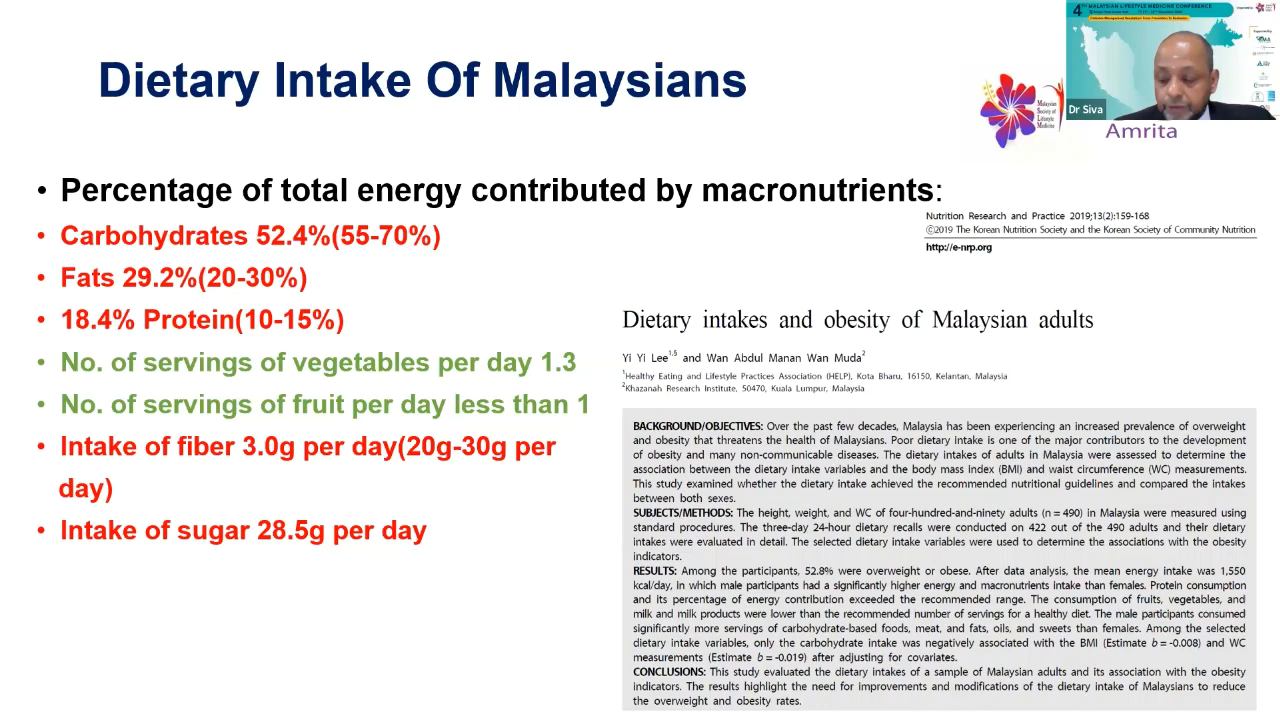 4TH MALAYSIAN LIFESTYLE MEDICINE CONFERENCE
Dietary Intake Of Malaysians
Malaysian
Society of
Lifestyle
Medicine
Dr Siva
Amrita
• Percentage of total energy contributed by macronutrients:
• Carbohydrates 52.4%(55-70%)
• Fats 29.2%(20-30%)
• 18.4% Protein(10-15%)
• No. of servings of vegetables per day 1.3
• No. of servings of fruit per day less than 1
• Intake of fiber 3.0g per day(20g-30g per
day)
• Intake of sugar 28.5g per day
Nutrition Research and Practice 2019;13(2):159-168
ⓒ2019 The Korean Nutrition Society and the Korean Society of Community Nutrition
http://e-nrp.org
Dietary intakes and obesity of Malaysian adults
Yi Yi Lee1,§ and Wan Abdul Manan Wan Muda2
1Healthy Eating and Lifestyle Practices Association (HELP), Kota Bharu, 16150, Kelantan, Malaysia
2Khazanah Research Institute, 50470, Kuala Lumpur, Malaysia
BACKGROUND/OBJECTIVES: Over the past few decades, Malaysia has been experiencing an increased prevalence of overweight
and obesity that threatens the health of Malaysians. Poor dietary intake is one of the major contributors to the development
of obesity and many non-communicable diseases. The dietary intakes of adults in Malaysia were assessed to determine the
association between the dietary intake variables and the body mass index (BMI) and waist circumference (WC) measurements.
This study examined whether the dietary intake achieved the recommended nutritional guidelines and compared the intakes
between both sexes.
SUBJECTS/METHODS: The height, weight, and WC of four-hundred-and-ninety adults (n = 490) in Malaysia were measured using
standard procedures. The three-day 24-hour dietary recalls were conducted on 422 out of the 490 adults and their dietary
intakes were evaluated in detail. The selected dietary intake variables were used to determine the associations with the obesity
indicators.
RESULTS: Among the participants, 52.8% were overweight or obese. After data analysis, the mean energy intake was 1,550
kcal/day, in which male participants had a significantly higher energy and macronutrients intake than females. Protein consumption
and its percentage of energy contribution exceeded the recommended range. The consumption of fruits, vegetables, and
milk and milk products were lower than the recommended number of servings for a healthy diet. The male participants consumed
significantly more servings of carbohydrate-based foods, meat, and fats, oils, and sweets than females. Among the selected
dietary intake variables, only the carbohydrate intake was negatively associated with the BMI (Estimate b = -0.008) and WC
measurements (Estimate b = -0.019) after adjusting for covariates.
CONCLUSIONS: This study evaluated the dietary intakes of a sample of Malaysian adults and its association with the obesity
indicators. The results highlight the need for improvements and modifications of the dietary intake of Malaysians to reduce
the overweight and obesity rates.